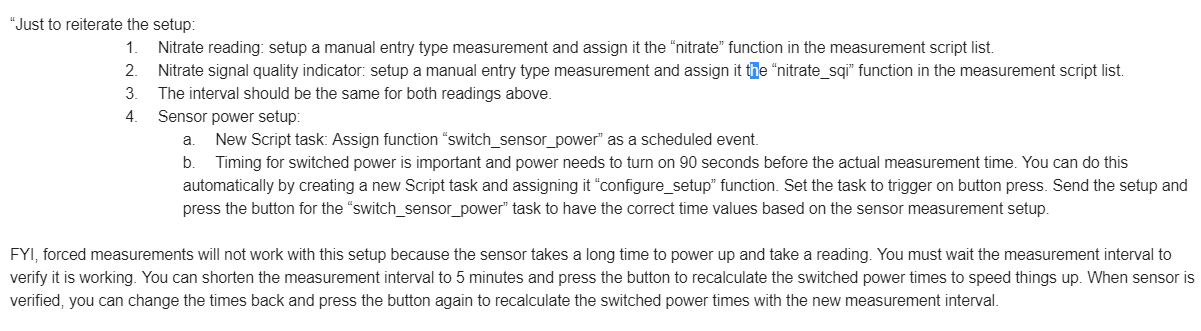 “Just to reiterate the setup:
1. Nitrate reading: setup a manual entry type measurement and assign it the “nitrate” function in the measurement script list.
2. Nitrate signal quality indicator: setup a manual entry type measurement and assign it the “nitrate_sqi” function in the measurement script list.
3. The interval should be the same for both readings above.
4. Sensor power setup:
a. New Script task: Assign function “switch_sensor_power” as a scheduled event.
b. Timing for switched power is important and power needs to turn on 90 seconds before the actual measurement time. You can do this
automatically by creating a new Script task and assigning it “configure_setup” function. Set the task to trigger on button press. Send the setup and
press the button for the “switch_sensor_power” task to have the correct time values based on the sensor measurement setup.
FYI, forced measurements will not work with this setup because the sensor takes a long time to power up and take a reading. You must wait the measurement interval to
verify it is working. You can shorten the measurement interval to 5 minutes and press the button to recalculate the switched power times to speed things up. When sensor is
verified, you can change the times back and press the button again to recalculate the switched power times with the new measurement interval.